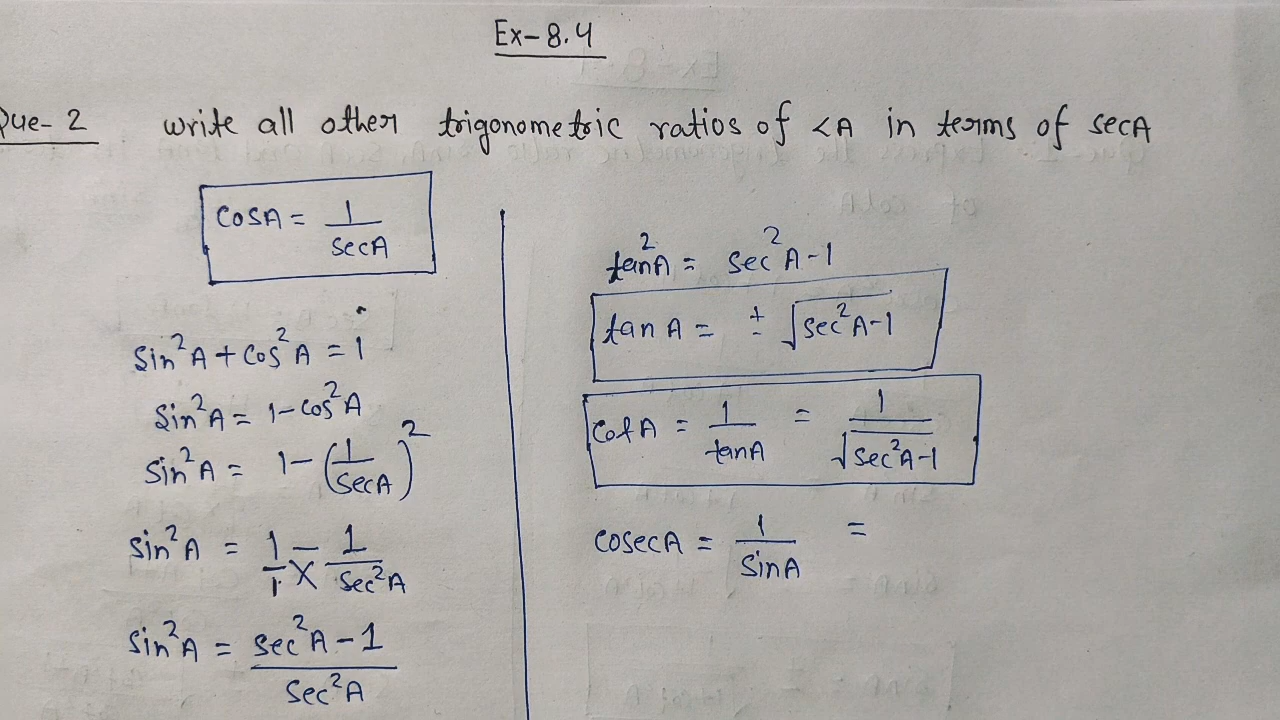 Ex-8.4
Que-2 write all other trigonometric ratios of <A in terms of secA
cosA = 1/secA
sin²A + cos²A = 1
sin²A = 1-cos²A
sin²A = 1-(1/secA)²
sin²A = 1/1 - 1/sec²A
sin²A = sec²A-1/sec²A
tan²A = sec²A-1
tan A = ± √sec²A-1
cotA = 1/tanA = 1/√sec²A-1
cosecA = 1/sinA =